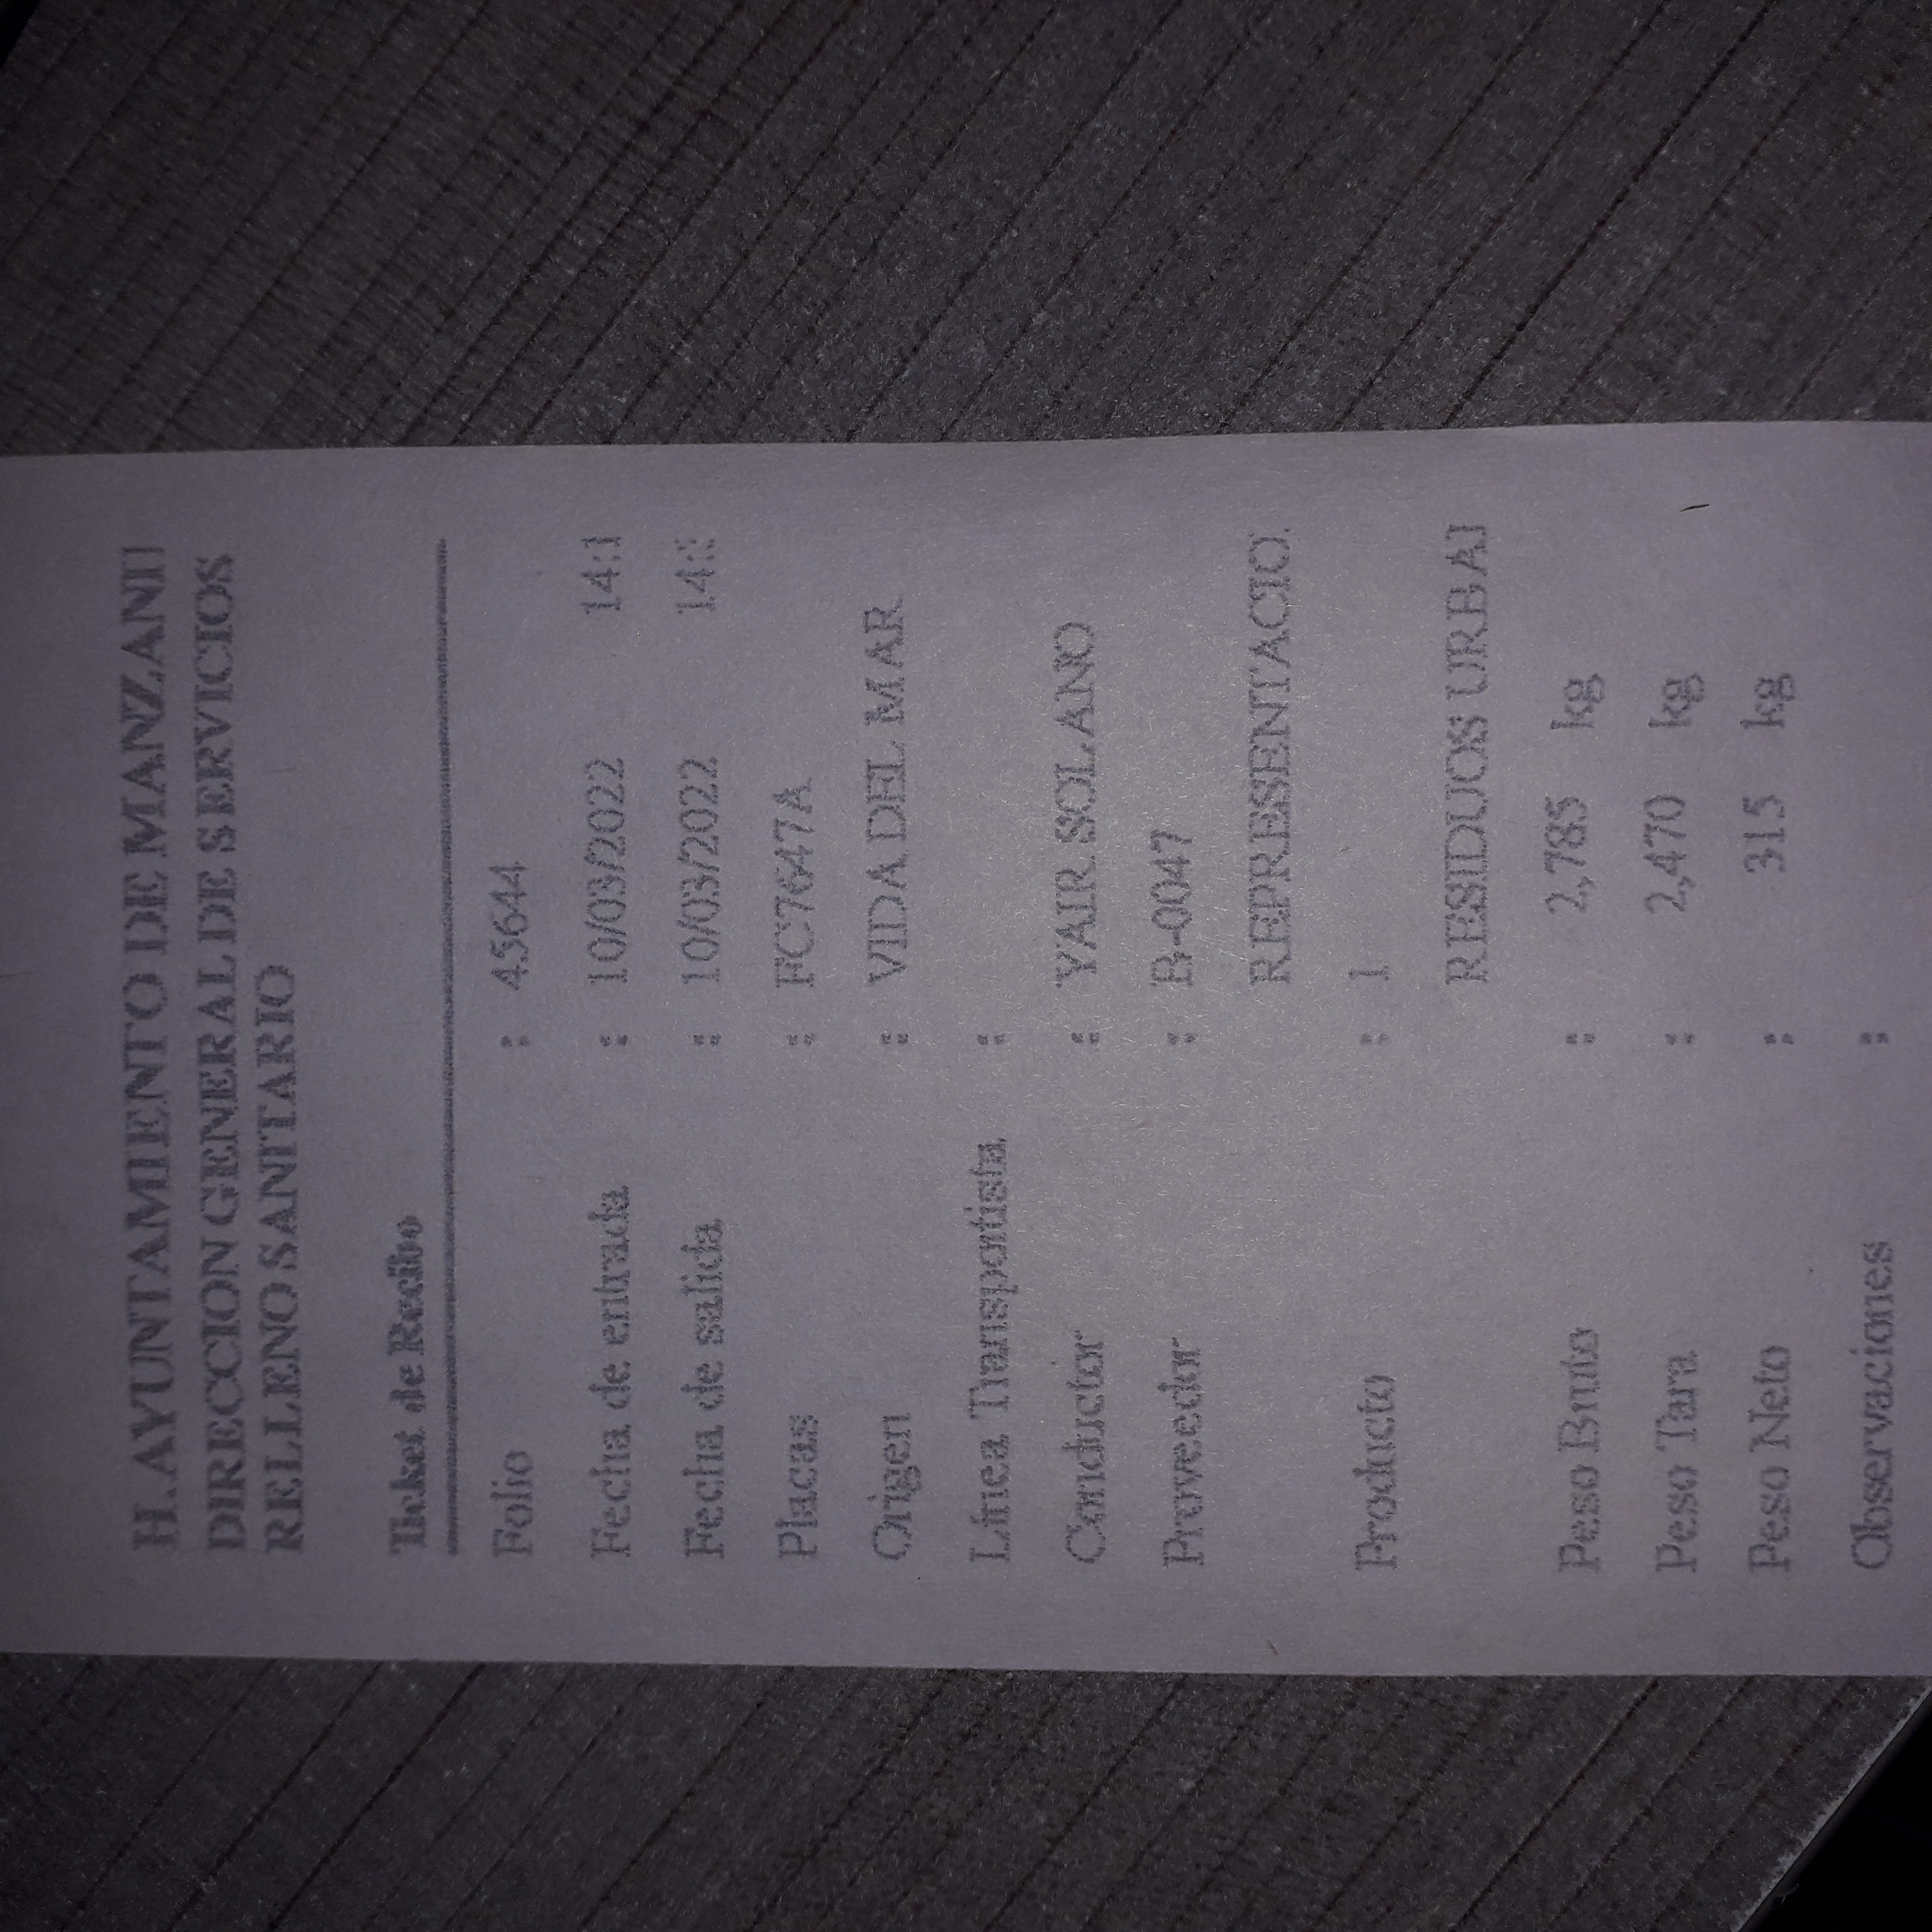 H. AYUNTAMIENTO DE MANZANI
DIRECCION GENERAL DE SERVICIOS
RELLENO SANITARIO
Ticket de Recibo
Folio : 45644
Fecha de entrada : 10/03/2022 14:1
Fecha de salida : 10/03/2022 14:
Placas : FC7647A
Origen : VIDA DEL MAR
Línea Transportista :
Conductor : YAIR SOLANO
Proveedor : B-0047
REPRESENTACIO
Producto : 1
RESIDUOS URBA
Peso Bruto : 2,785 kg
Peso Tara : 2,470 kg
Peso Neto : 315 kg
Observaciones :